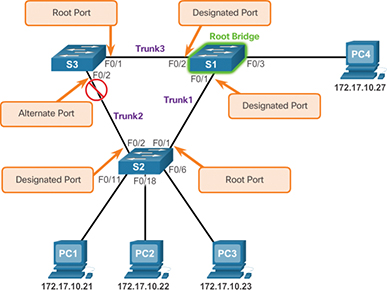 Root Port
Designated Port
Root Bridge
Trunk3
S3
F0/1
F0/2
S1
F0/3
F0/2
F0/1
PC4
172.17.10.27
Alternate Port
Trunk2
Trunk1
Designated Port
Designated Port
F0/2
F0/1
S2
F0/11
F0/18
F0/6
Root Port
PC1
PC2
PC3
172.17.10.21
172.17.10.22
172.17.10.23